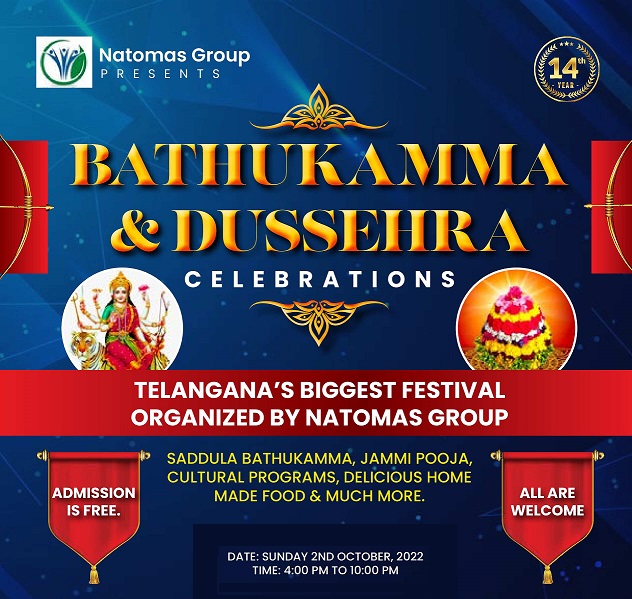 Natomas Group
PRESENTS
14th
- YEAR -
BATHUKAMMA
& DUSSEHRA
CELEBRATIONS
TELANGANA'S BIGGEST FESTIVAL
ORGANIZED BY NATOMAS GROUP
SADDULA BATHUKAMMA, JAMMI POOJA,
CULTURAL PROGRAMS, DELICIOUS HOME
MADE FOOD & MUCH MORE.
ADMISSION
IS FREE.
ALL ARE
WELCOME
DATE: SUNDAY 2ND OCTOBER, 2022
TIME: 4:00 PM TO 10:00 PM